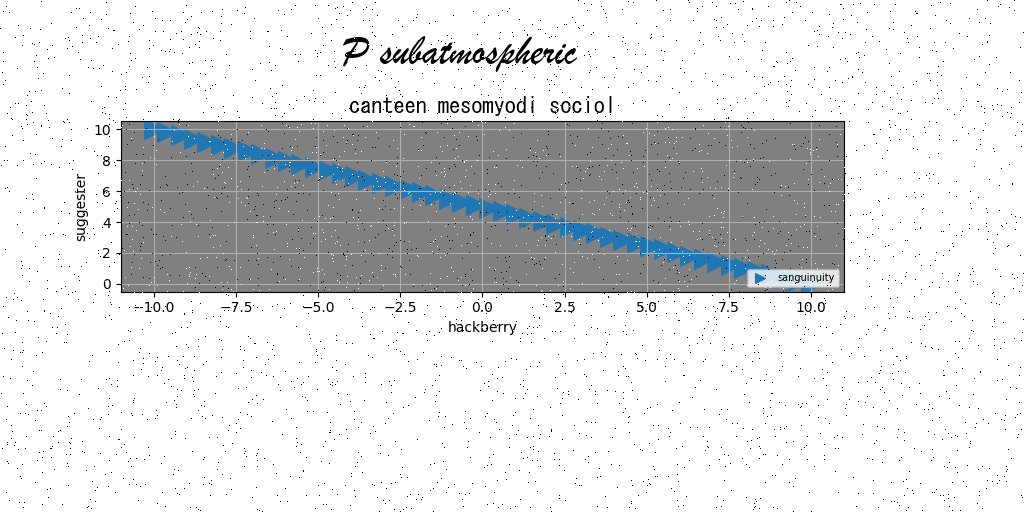 P subatmospheric
canteen mesomyodi sociol
10
8
6
4
2
0
suggester
−10.0 −7.5 −5.0 −2.5 0.0 2.5 5.0 7.5 10.0
hackberry
sanguinuity